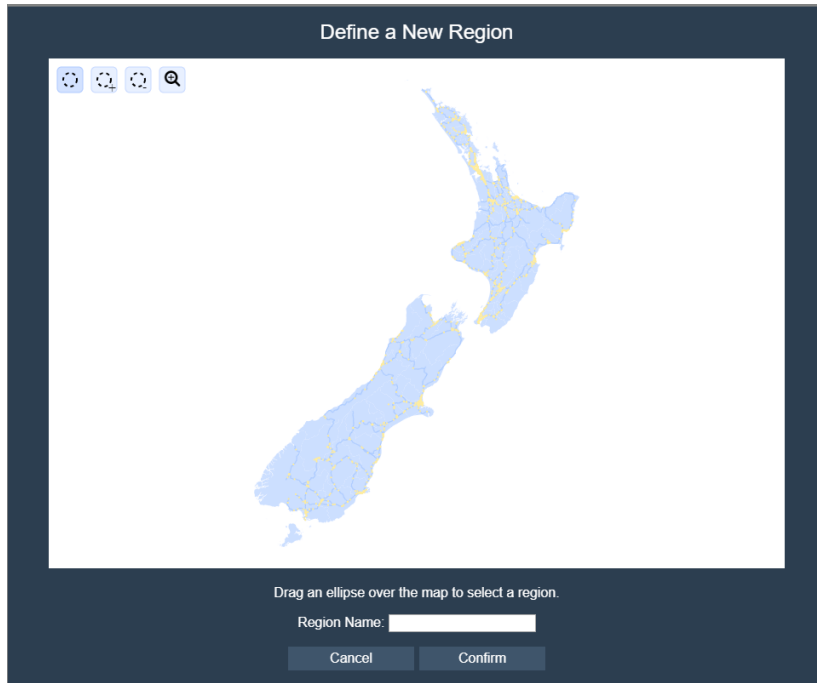 Define a New Region
Drag an ellipse over the map to select a region.
Region Name:
Cancel Confirm